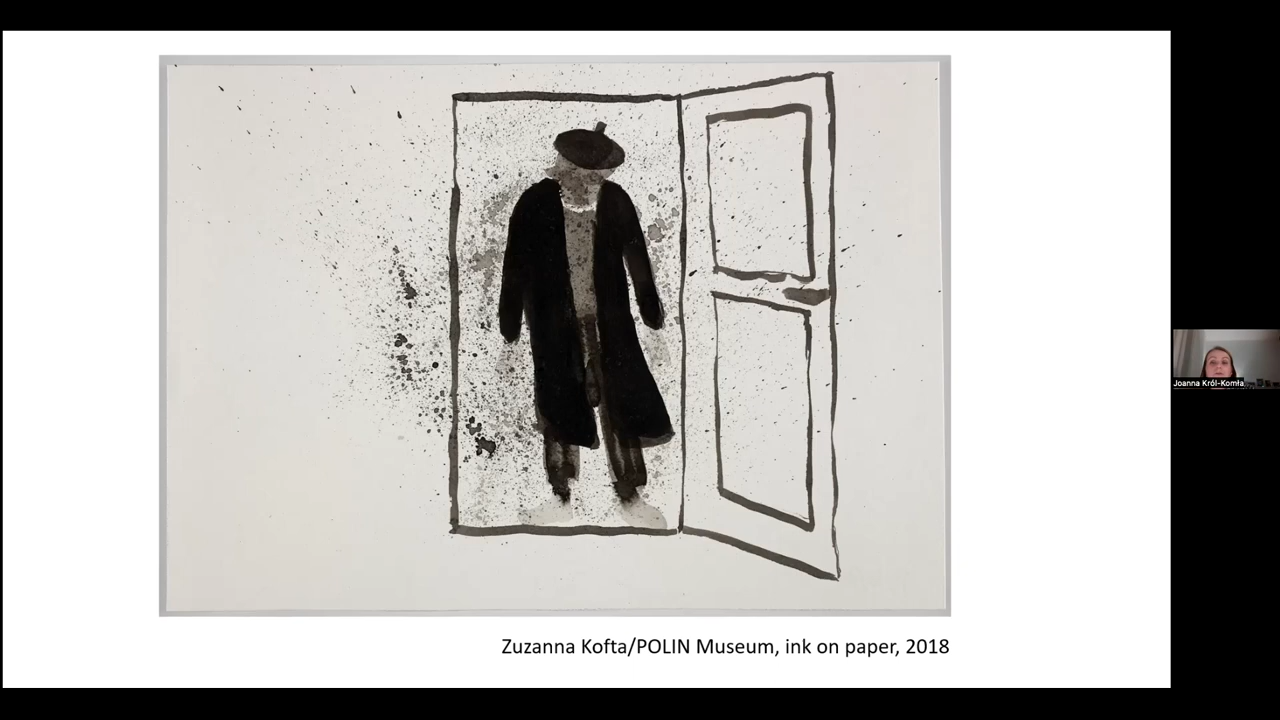 Zuzanna Kofta/POLIN Museum, ink on paper, 2018
Joanna Król-Komła